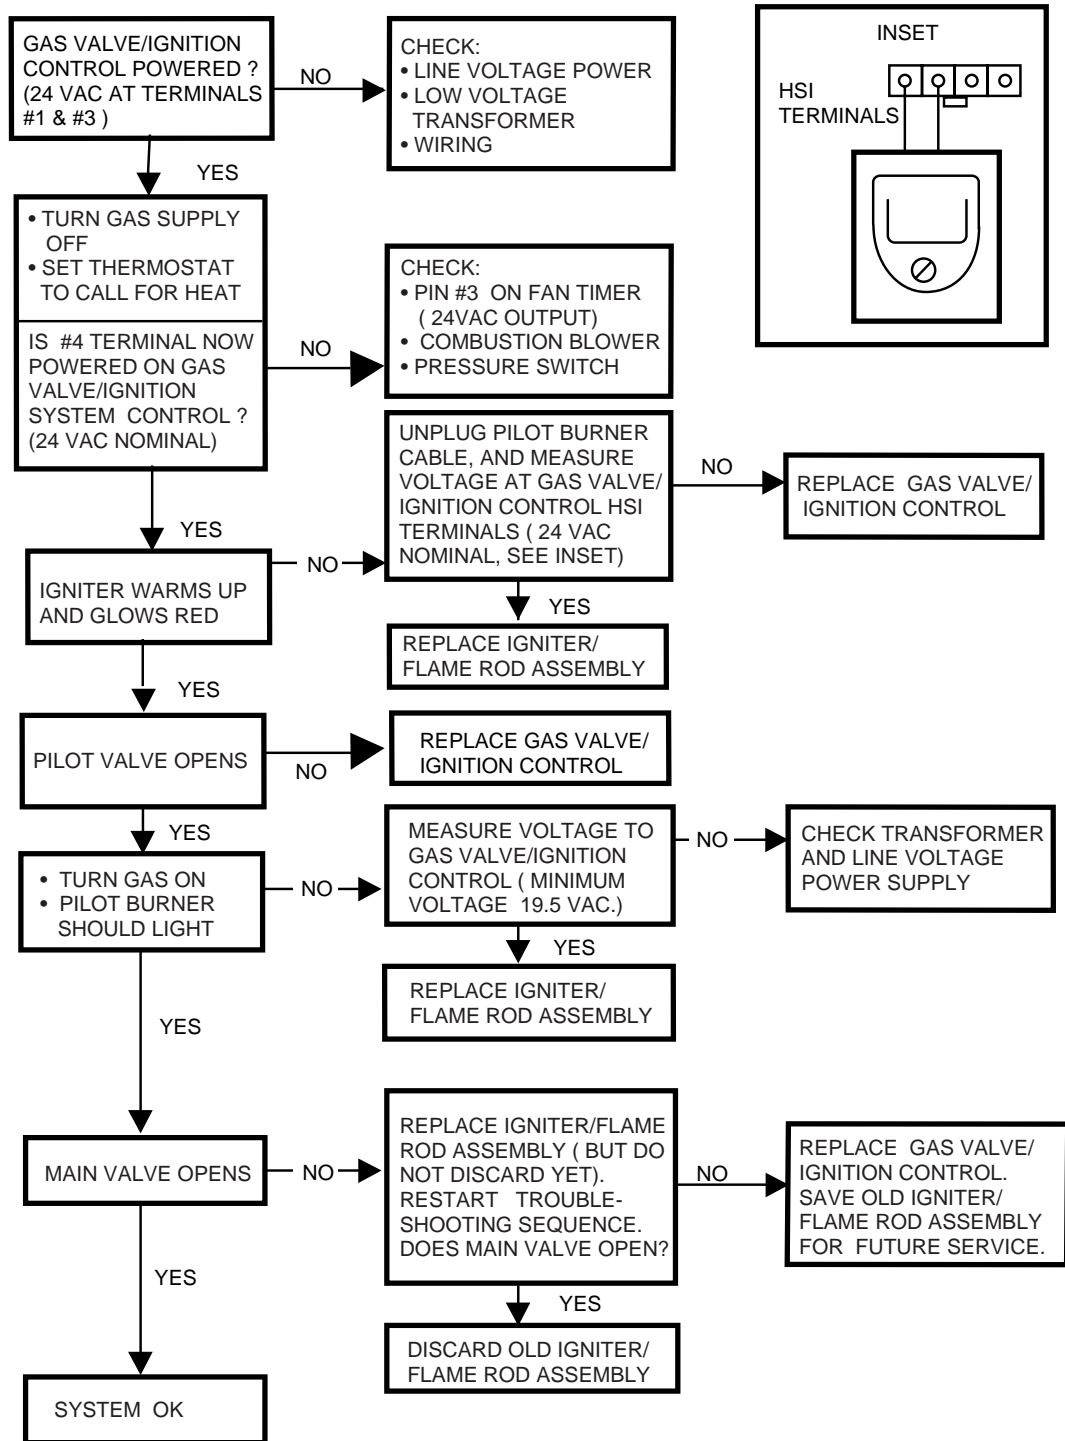 GAS VALVE/IGNITION
CONTROL POWERED ?
(24 VAC AT TERMINALS
#1 & #3 )
NO
CHECK:
• LINE VOLTAGE POWER
• LOW VOLTAGE
TRANSFORMER
• WIRING
INSET
HSI
TERMINALS
YES
• TURN GAS SUPPLY
OFF
• SET THERMOSTAT
TO CALL FOR HEAT
IS #4 TERMINAL NOW
POWERED ON GAS
VALVE/IGNITION
SYSTEM CONTROL ?
(24 VAC NOMINAL)
NO
CHECK:
• PIN #3 ON FAN TIMER
( 24VAC OUTPUT)
• COMBUSTION BLOWER
• PRESSURE SWITCH
YES
IGNITER WARMS UP
AND GLOWS RED
NO
UNPLUG PILOT BURNER
CABLE, AND MEASURE
VOLTAGE AT GAS VALVE/
IGNITION CONTROL HSI
TERMINALS ( 24 VAC
NOMINAL, SEE INSET)
NO
REPLACE GAS VALVE/
IGNITION CONTROL
YES
REPLACE IGNITER/
FLAME ROD ASSEMBLY
YES
PILOT VALVE OPENS
NO
REPLACE GAS VALVE/
IGNITION CONTROL
YES
• TURN GAS ON
• PILOT BURNER
SHOULD LIGHT
NO
MEASURE VOLTAGE TO
GAS VALVE/IGNITION
CONTROL ( MINIMUM
VOLTAGE 19.5 VAC.)
NO
CHECK TRANSFORMER
AND LINE VOLTAGE
POWER SUPPLY
YES
REPLACE IGNITER/
FLAME ROD ASSEMBLY
YES
MAIN VALVE OPENS
NO
REPLACE IGNITER/FLAME
ROD ASSEMBLY ( BUT DO
NOT DISCARD YET).
RESTART TROUBLE-
SHOOTING SEQUENCE.
DOES MAIN VALVE OPEN?
NO
REPLACE GAS VALVE/
IGNITION CONTROL.
SAVE OLD IGNITER/
FLAME ROD ASSEMBLY
FOR FUTURE SERVICE.
YES
DISCARD OLD IGNITER/
FLAME ROD ASSEMBLY
YES
SYSTEM OK